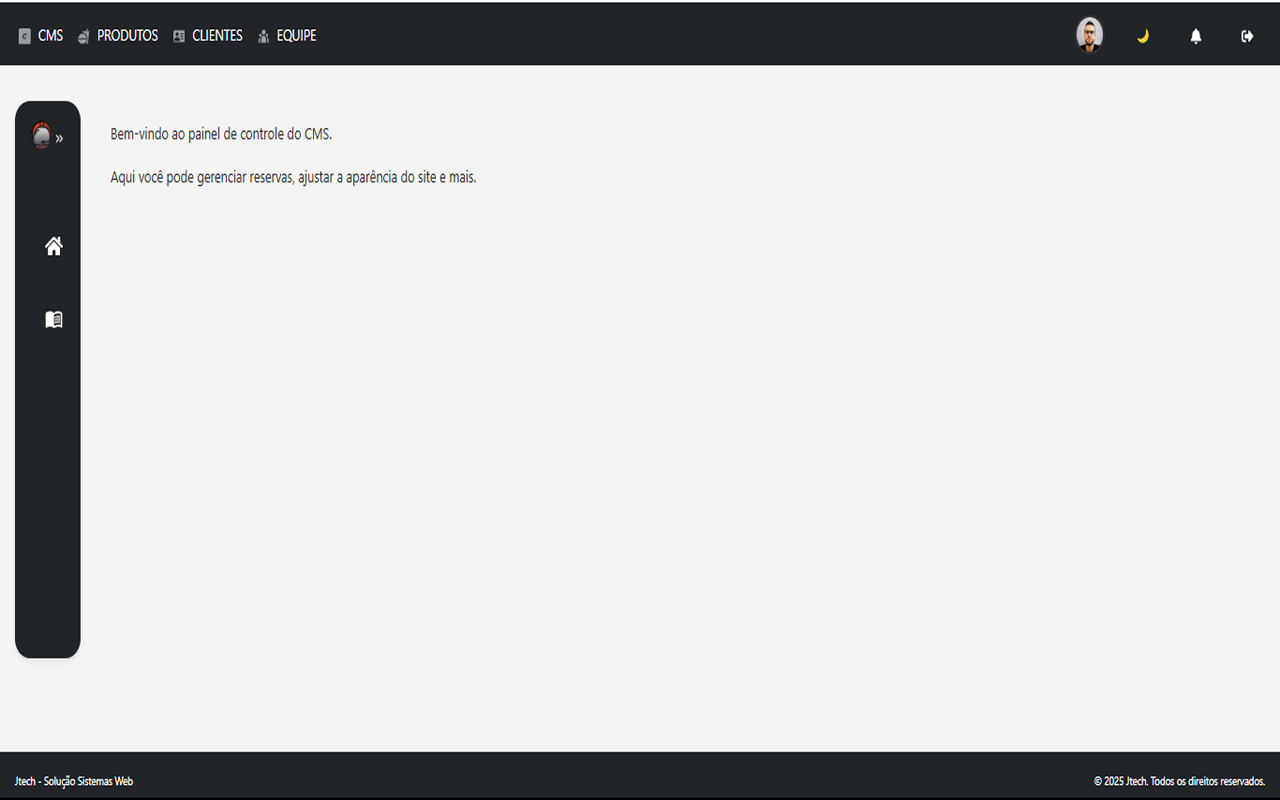 CMS PRODUTOS CLIENTES EQUIPE
»
Bem-vindo ao painel de controle do CMS.
Aqui você pode gerenciar reservas, ajustar a aparência do site e mais.
Jtech - Solução Sistemas Web
© 2025 Jtech. Todos os direitos reservados.